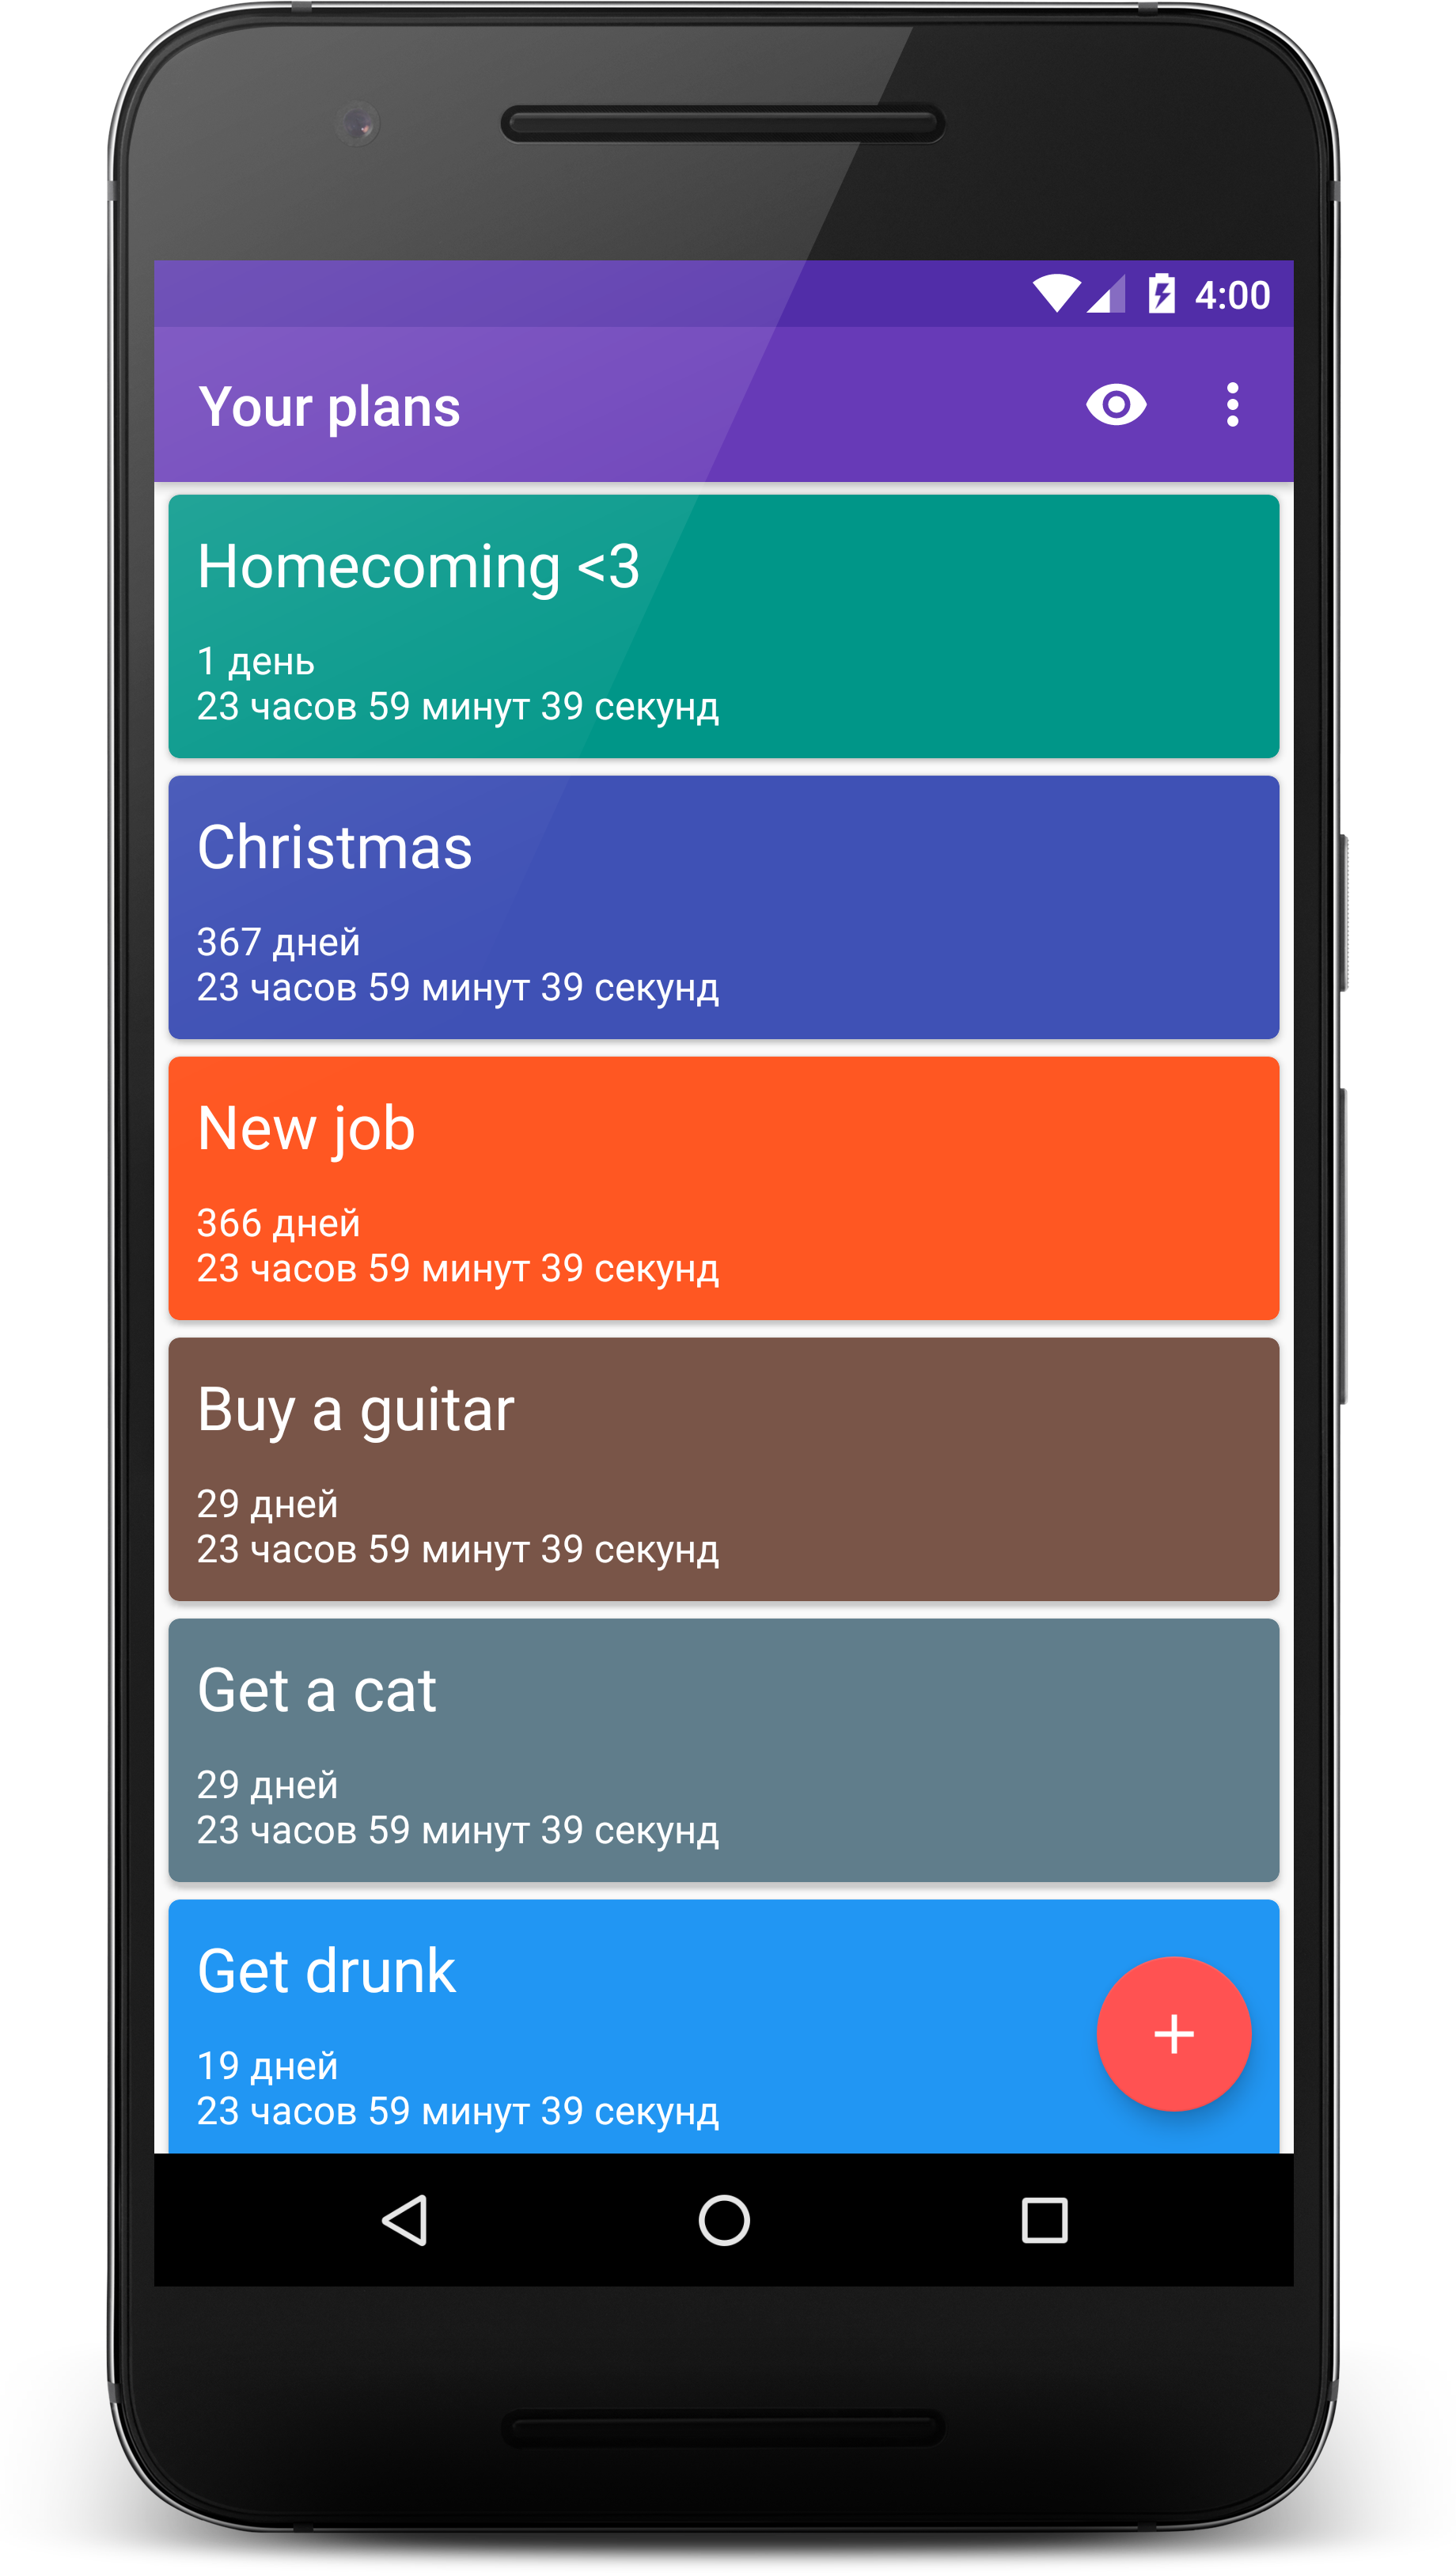 4:00
Your plans
Homecoming <3
1 день
23 часов 59 минут 39 секунд
Christmas
367 дней
23 часов 59 минут 39 секунд
New job
366 дней
23 часов 59 минут 39 секунд
Buy a guitar
29 дней
23 часов 59 минут 39 секунд
Get a cat
29 дней
23 часов 59 минут 39 секунд
Get drunk
19 дней
23 часов 59 минут 39 секунд